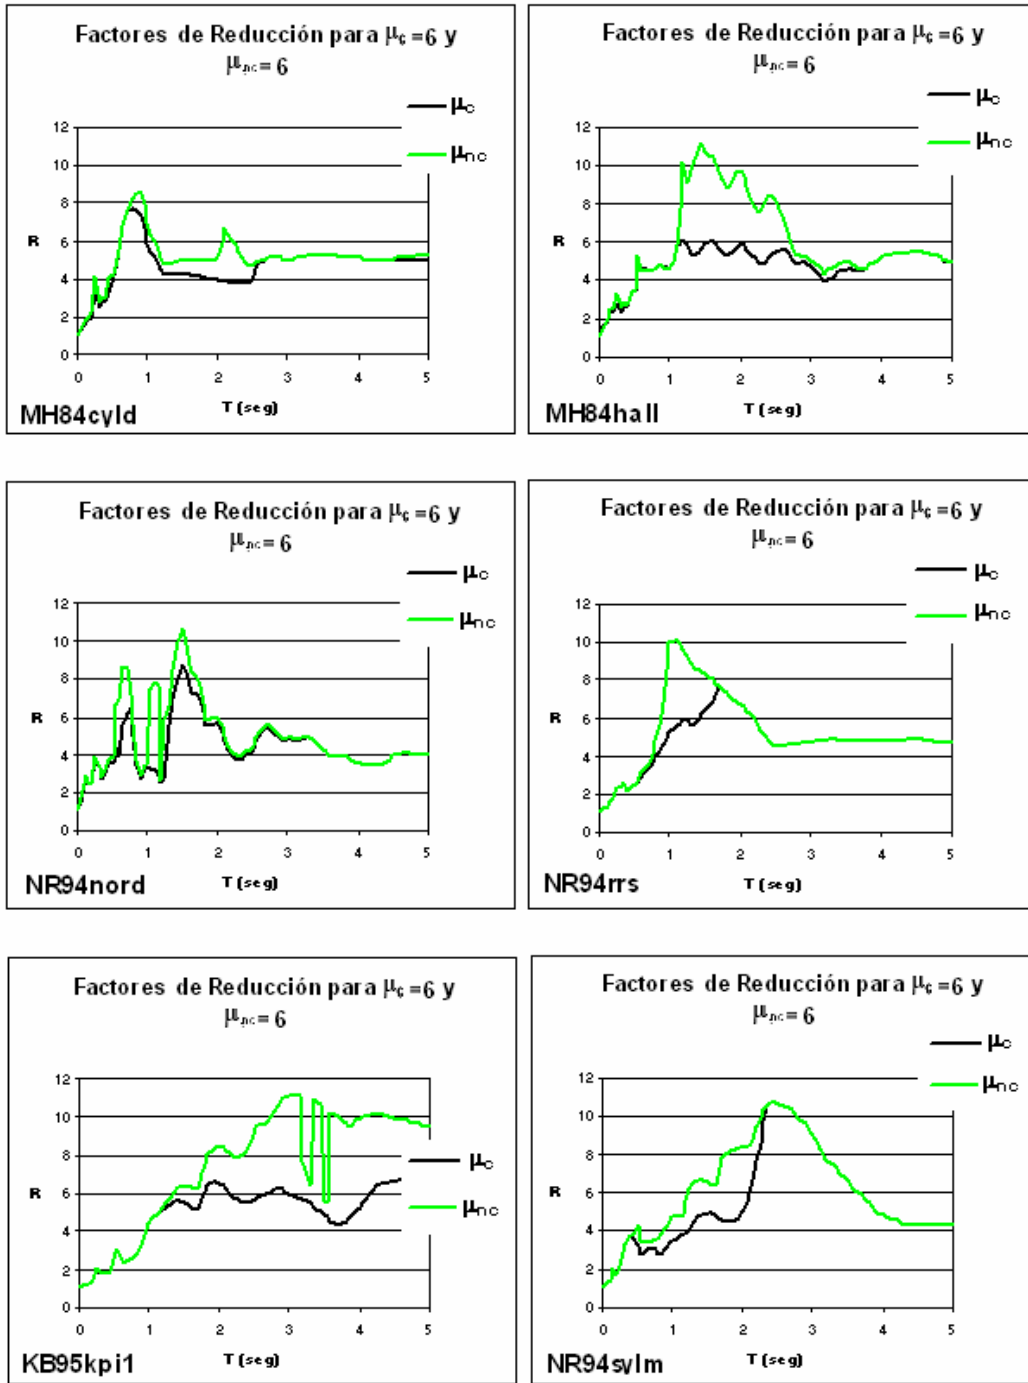 Factores de Reducción para μc =6 y
μnc= 6
μc
μnc
12
10
8
6
4
2
0
R
0 1 2 3 4 5
T (seg)
MH84cyld
Factores de Reducción para μc =6 y
μnc= 6
μc
μnc
12
10
8
6
4
2
0
R
0 1 2 3 4 5
T (seg)
MH84hall
Factores de Reducción para μc =6 y
μnc= 6
μc
μnc
12
10
8
6
4
2
0
R
0 1 2 3 4 5
T (seg)
NR94nord
Factores de Reducción para μc =6 y
μnc= 6
μc
μnc
12
10
8
6
4
2
0
R
0 1 2 3 4 5
T (seg)
NR94rrs
Factores de Reducción para μc =6 y
μnc= 6
12
10
8
6
4
2
0
R
μc
μnc
0 1 2 3 4 5
T (seg)
KB95kpi1
Factores de Reducción para μc =6 y
μnc= 6
μc
μnc
12
10
8
6
4
2
0
R
0 1 2 3 4 5
T (seg)
NR94sylm